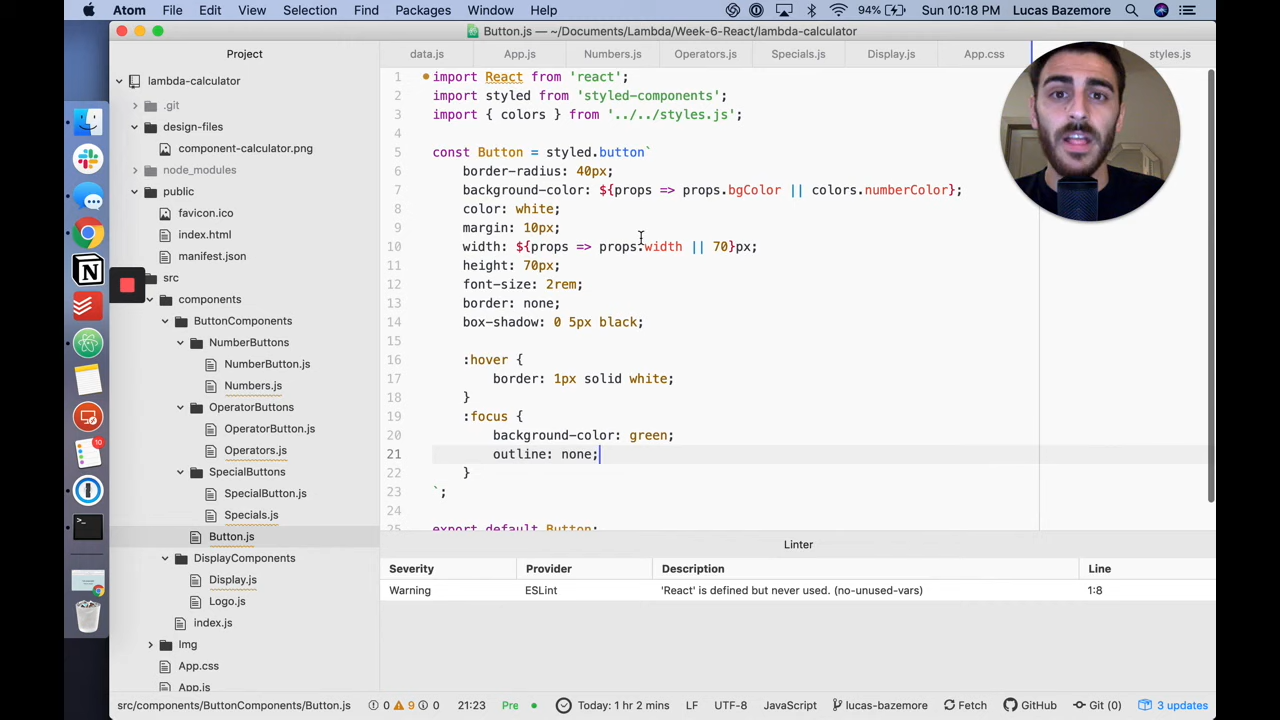 Atom File Edit View Selection Find Packages Window Help 94% Sun 10:18 PM Lucas Bazemore
Button.js — ~/Documents/Lambda/Week-6-React/lambda-calculator
Project
data.js App.js Numbers.js Operators.js Specials.js Display.js App.css styles.js
lambda-calculator
.git
design-files
component-calculator.png
node_modules
public
favicon.ico
index.html
manifest.json
src
components
ButtonComponents
NumberButtons
NumberButton.js
Numbers.js
OperatorButtons
OperatorButton.js
Operators.js
SpecialButtons
SpecialButton.js
Specials.js
Button.js
DisplayComponents
Display.js
Logo.js
index.js
Img
App.css
App.js
1 import React from 'react';
2 import styled from 'styled-components';
3 import { colors } from '../../styles.js';
4
5 const Button = styled.button`
6 border-radius: 40px;
7 background-color: ${props => props.bgColor || colors.numberColor};
8 color: white;
9 margin: 10px;
10 width: ${props => props.width || 70}px;
11 height: 70px;
12 font-size: 2rem;
13 border: none;
14 box-shadow: 0 5px black;
15
16 :hover {
17 border: 1px solid white;
18 }
19 :focus {
20 background-color: green;
21 outline: none;
22 }
23 `;
25 export default Button;
Linter
Severity Provider Description Line
Warning ESLint 'React' is defined but never used. (no-unused-vars) 1:8
10
src/components/ButtonComponents/Button.js 0 9 0 21:23 Pre Today: 1 hr 2 mins LF UTF-8 JavaScript lucas-bazemore Fetch GitHub Git (0) 3 updates